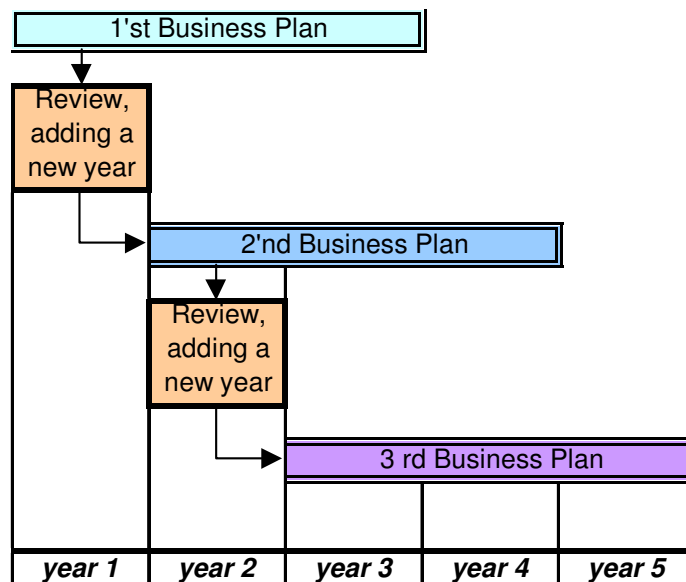 1'st Business Plan
Review,
adding a
new year
2'nd Business Plan
Review,
adding a
new year
3 rd Business Plan
year 1 year 2 year 3 year 4 year 5